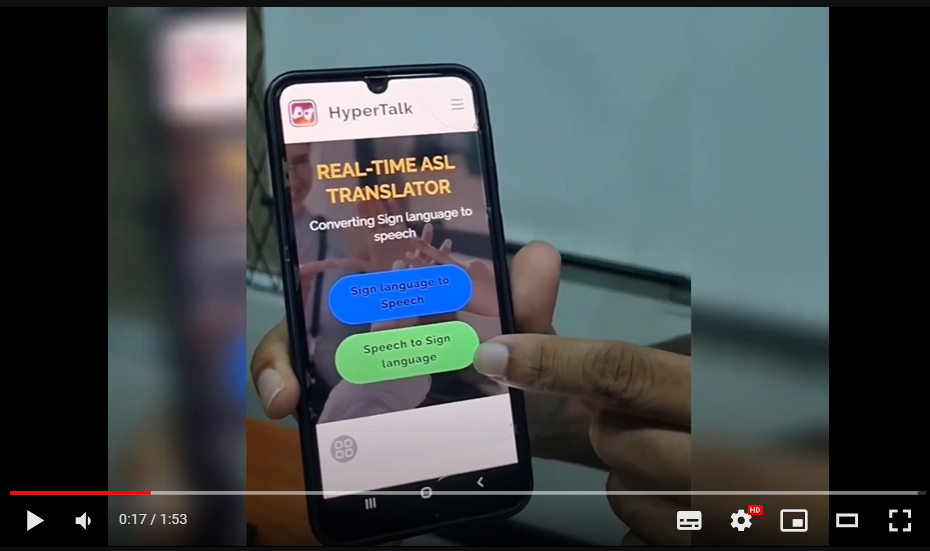 HyperTalk
REAL-TIME ASL
TRANSLATOR
Converting Sign language to
speech
Sign language to
Speech
Speech to Sign
language
0:17 / 1:53
HD